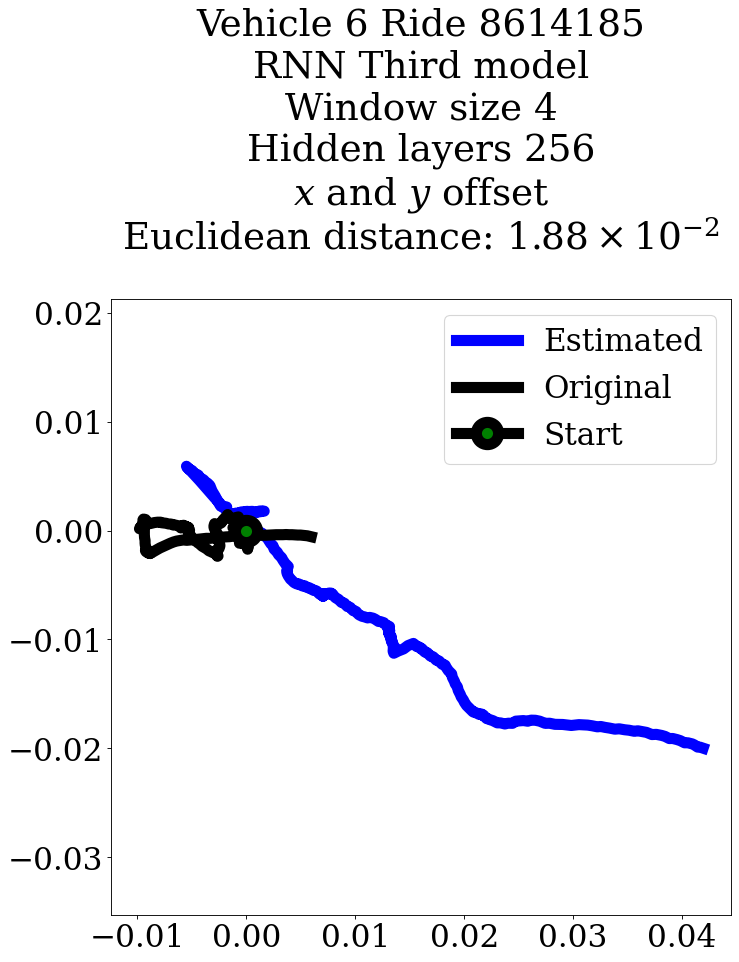 Vehicle 6 Ride 8614185
RNN Third model
Window size 4
Hidden layers 256
x and y offset
Euclidean distance: 1.88 × 10⁻²
Estimated
Original
Start
0.02
0.01
0.00
−0.01
−0.02
−0.03
−0.01 0.00 0.01 0.02 0.03 0.04